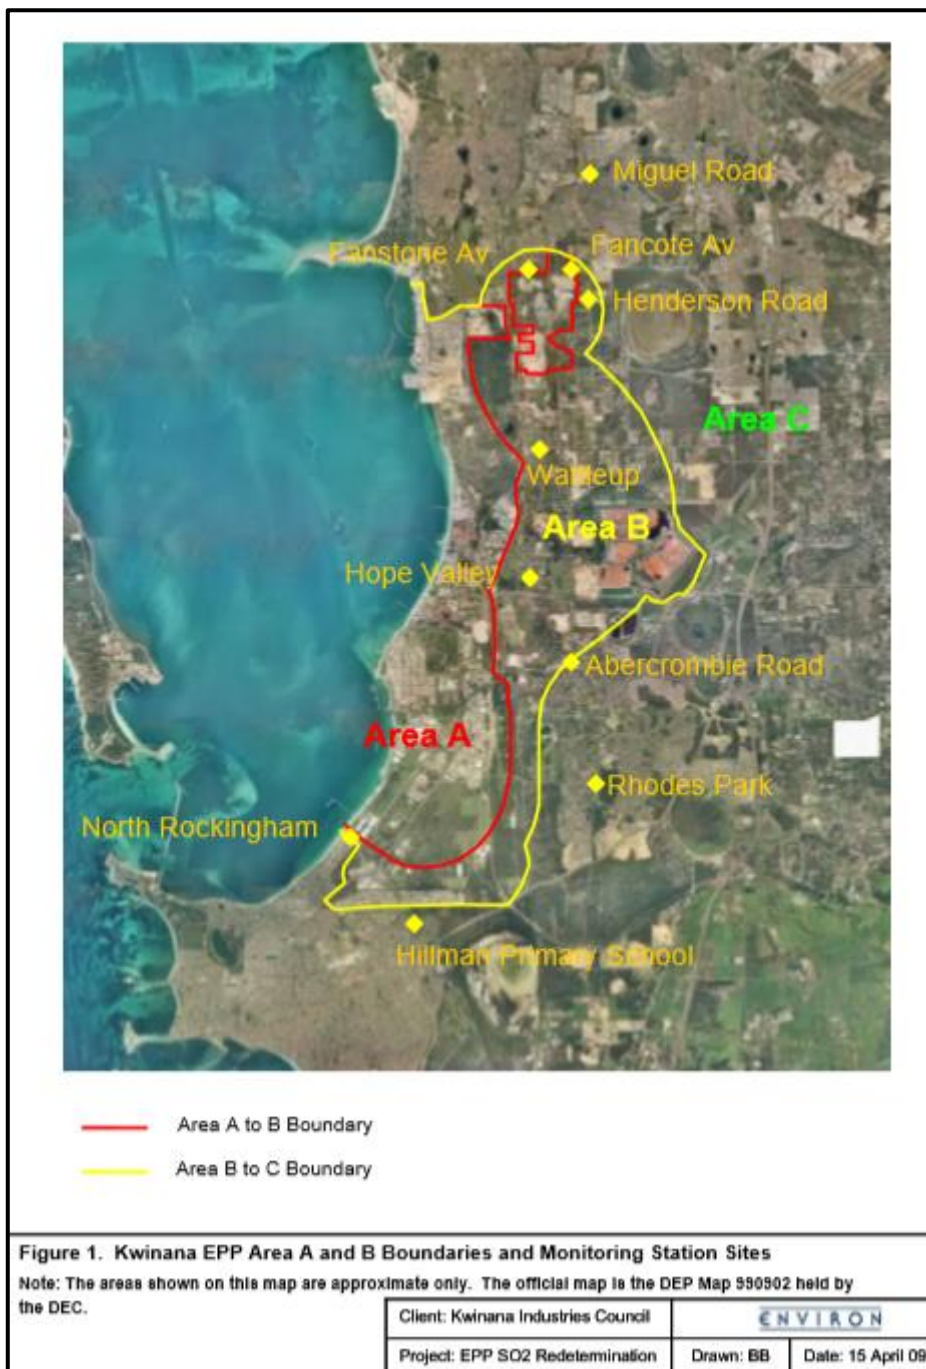 Miguel Road
Fanstone Av
Fancote Av
Henderson Road
Area C
Wattleup
Area B
Hope Valley
Abercrombie Road
Area A
Rhodes Park
North Rockingham
Hillman Primary School
Area A to B Boundary
Area B to C Boundary
Figure 1. Kwinana EPP Area A and B Boundaries and Monitoring Station Sites
Note: The areas shown on this map are approximate only. The official map is the DEP Map 990902 held by
the DEC.
Client: Kwinana Industries Council
ENVIRON
Project: EPP SO2 Redetermination
Drawn: BB
Date: 15 April 09